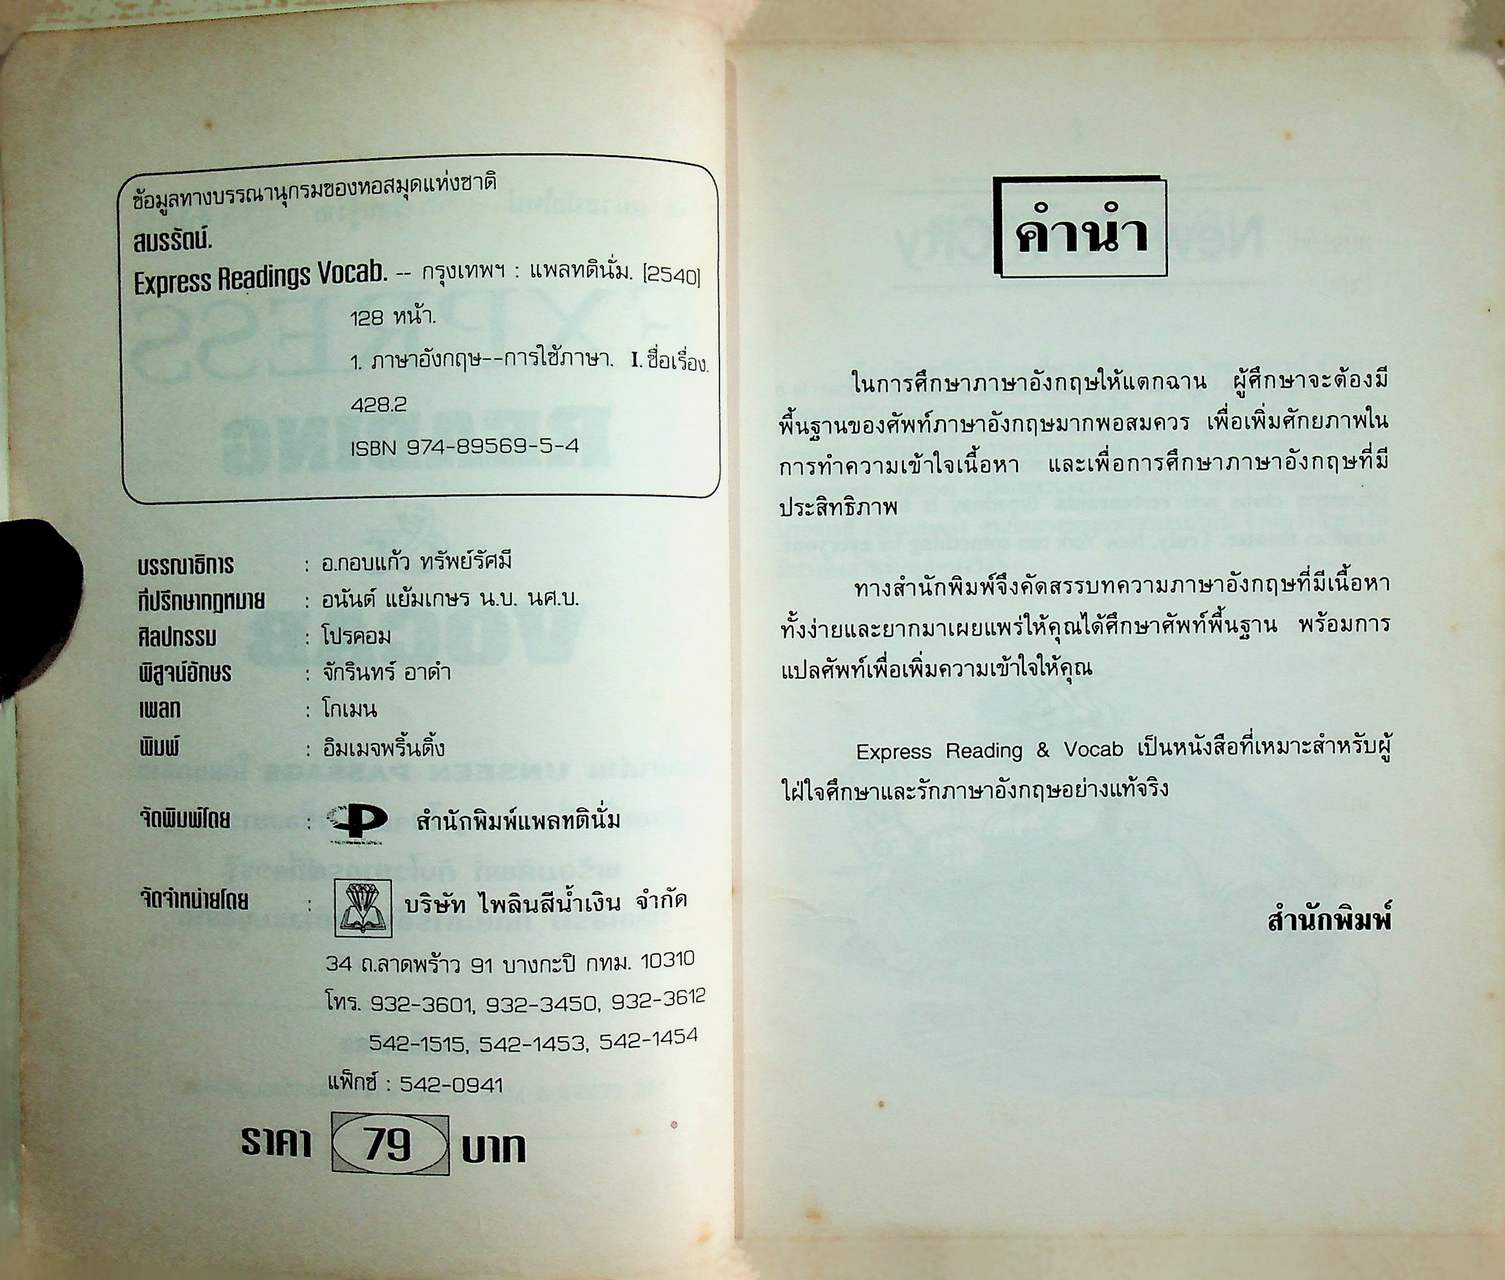 ข้อมูลทางบรรณานุกรมของหอสมุดแห่งชาติ
สมรรัตน์.
Express Readings Vocab. -- กรุงเทพฯ : แพลทตินั่ม. [2540]
128 หน้า.
1. ภาษาอังกฤษ--การใช้ภาษา. I. ชื่อเรื่อง.
428.2
ISBN 974-89569-5-4
บรรณาธิการ : อ.กอบแก้ว ทรัพย์รัศมี
ที่ปรึกษากฎหมาย : อนันต์ แย้มเกษร น.บ. นศ.บ.
ศิลปกรรม : โปรคอม
พิสูจน์อักษร : จักรินทร์ อาดำ
เพลท : โกเมน
พิมพ์ : อิมเมจพริ้นติ้ง
จัดพิมพ์โดย : สำนักพิมพ์แพลทตินั่ม
จัดจำหน่ายโดย : บริษัท ไพลินสีน้ำเงิน จำกัด
34 ถ.ลาดพร้าว 91 บางกะปิ กทม. 10310
โทร. 932-3601, 932-3450, 932-3612
542-1515, 542-1453, 542-1454
แฟ็กซ์ : 542-0941
ราคา 79 บาท
คำนำ
ในการศึกษาภาษาอังกฤษให้แตกฉาน ผู้ศึกษาจะต้องมี
พื้นฐานของศัพท์ภาษาอังกฤษมากพอสมควร เพื่อเพิ่มศักยภาพใน
การทำความเข้าใจเนื้อหา และเพื่อการศึกษาภาษาอังกฤษที่มี
ประสิทธิภาพ
ทางสำนักพิมพ์จึงคัดสรรบทความภาษาอังกฤษที่มีเนื้อหา
ทั้งง่ายและยากมาเผยแพร่ให้คุณได้ศึกษาศัพท์พื้นฐาน พร้อมการ
แปลศัพท์เพื่อเพิ่มความเข้าใจให้คุณ
Express Reading & Vocab เป็นหนังสือที่เหมาะสำหรับผู้
ใฝ่ใจศึกษาและรักภาษาอังกฤษอย่างแท้จริง
สำนักพิมพ์